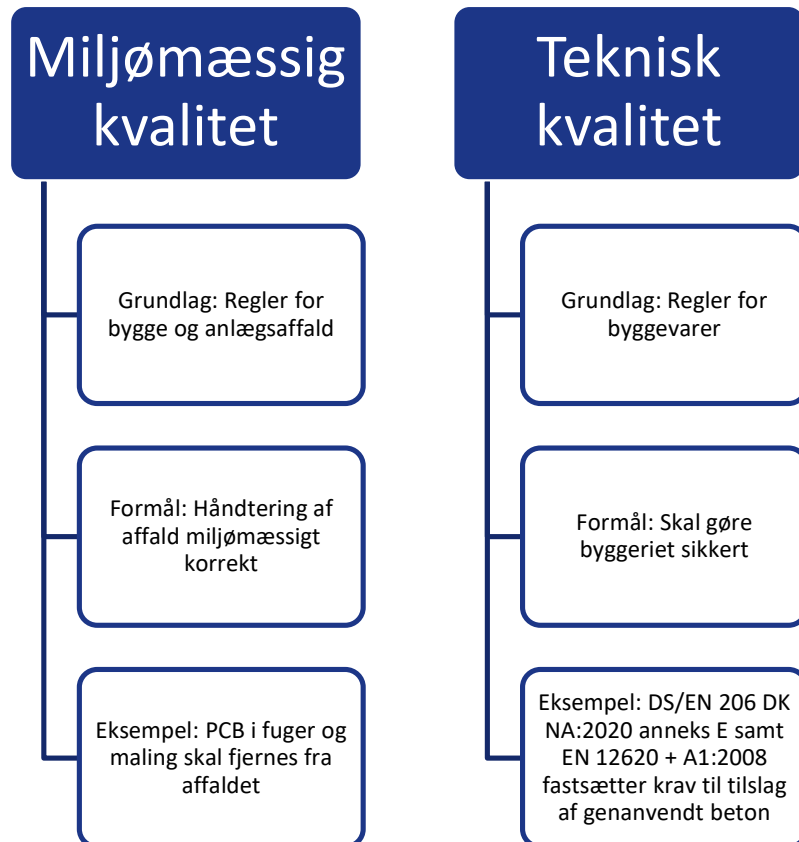 Miljømæssig
kvalitet
Grundlag: Regler for
bygge og anlægsaffald
Formål: Håndtering af
affald miljømæssigt
korrekt
Eksempel: PCB i fuger og
maling skal fjernes fra
affaldet
Teknisk
kvalitet
Grundlag: Regler for
byggevarer
Formål: Skal gøre
byggeriet sikkert
Eksempel: DS/EN 206 DK
NA:2020 anneks E samt
EN 12620 + A1:2008
fastsætter krav til tilslag
af genanvendt beton